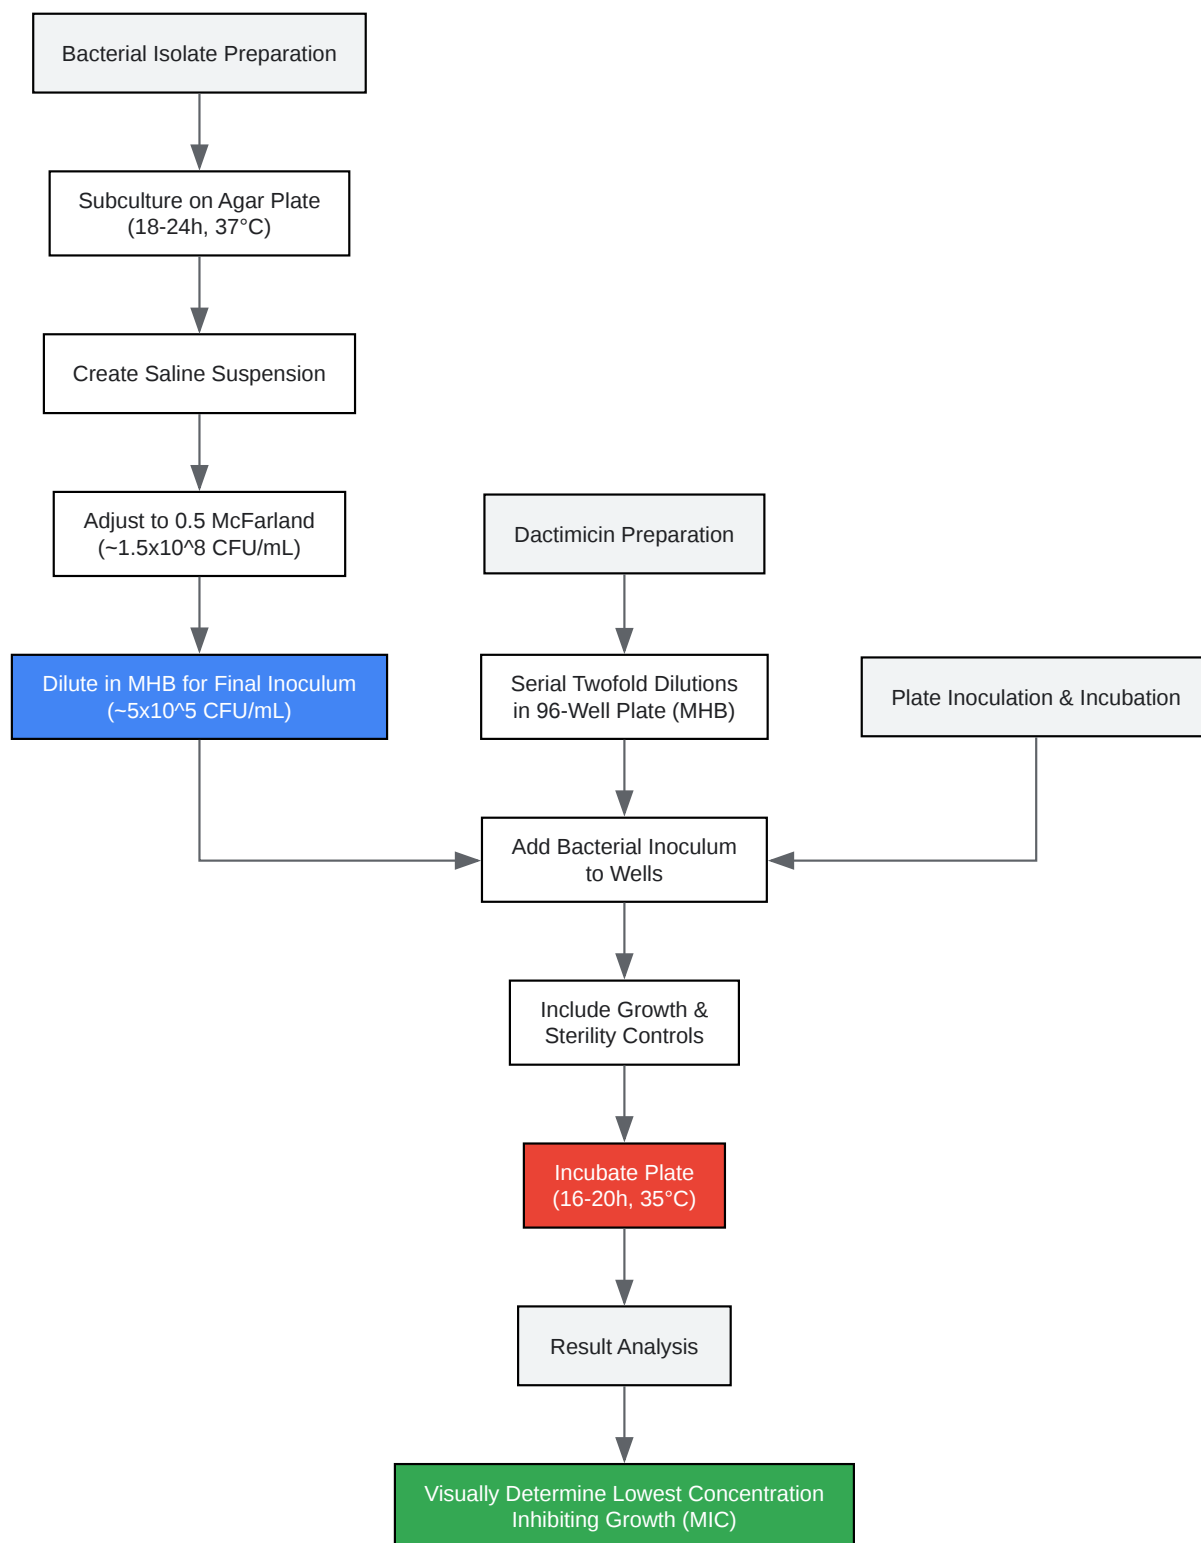 Bacterial Isolate Preparation
Subculture on Agar Plate
(18-24h, 37°C)
Create Saline Suspension
Adjust to 0.5 McFarland
(~1.5x10^8 CFU/mL)
Dilute in MHB for Final Inoculum
(~5x10^5 CFU/mL)
Dactimicin Preparation
Serial Twofold Dilutions
in 96-Well Plate (MHB)
Plate Inoculation & Incubation
Add Bacterial Inoculum
to Wells
Include Growth &
Sterility Controls
Incubate Plate
(16-20h, 35°C)
Result Analysis
Visually Determine Lowest Concentration
Inhibiting Growth (MIC)